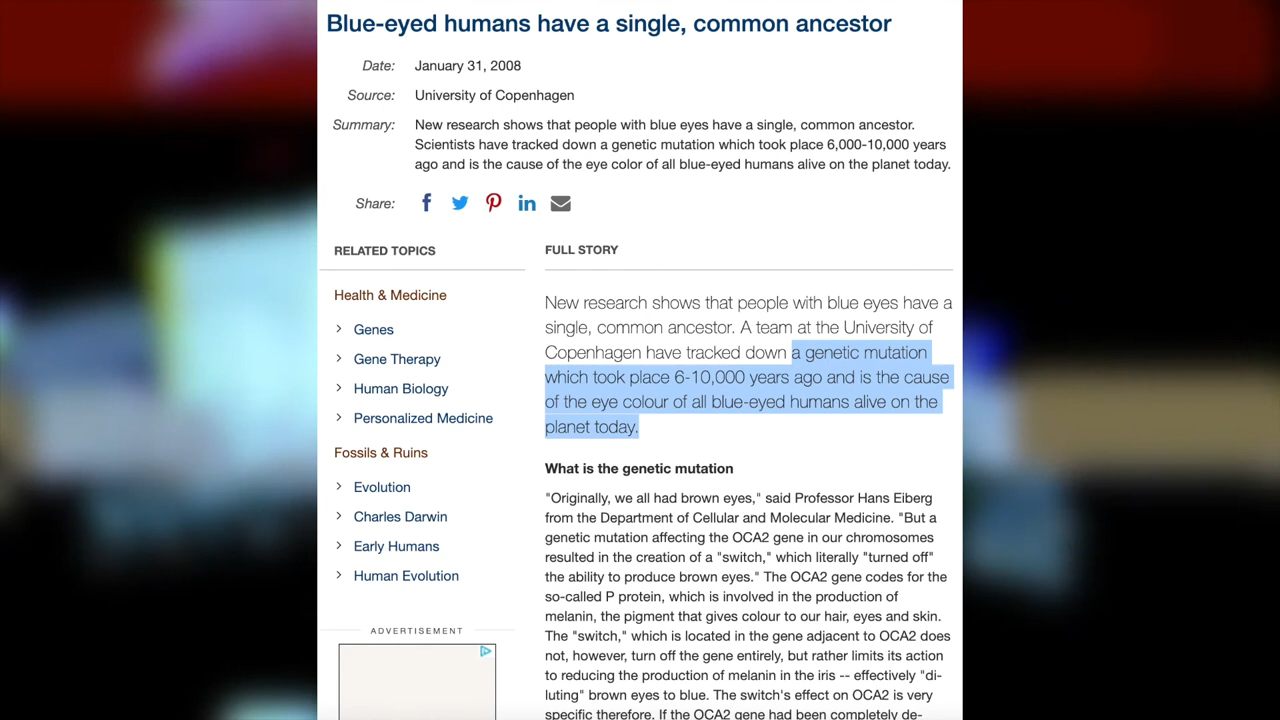 Blue-eyed humans have a single, common ancestor
Date: January 31, 2008
Source: University of Copenhagen
Summary: New research shows that people with blue eyes have a single, common ancestor.
Scientists have tracked down a genetic mutation which took place 6,000-10,000 years
ago and is the cause of the eye color of all blue-eyed humans alive on the planet today.
Share:
RELATED TOPICS
Health & Medicine
Genes
Gene Therapy
Human Biology
Personalized Medicine
Fossils & Ruins
Evolution
Charles Darwin
Early Humans
Human Evolution
ADVERTISEMENT
FULL STORY
New research shows that people with blue eyes have a
single, common ancestor. A team at the University of
Copenhagen have tracked down a genetic mutation
which took place 6-10,000 years ago and is the cause
of the eye colour of all blue-eyed humans alive on the
planet today.
What is the genetic mutation
"Originally, we all had brown eyes," said Professor Hans Eiberg
from the Department of Cellular and Molecular Medicine. "But a
genetic mutation affecting the OCA2 gene in our chromosomes
resulted in the creation of a "switch," which literally "turned off"
the ability to produce brown eyes." The OCA2 gene codes for the
so-called P protein, which is involved in the production of
melanin, the pigment that gives colour to our hair, eyes and skin.
The "switch," which is located in the gene adjacent to OCA2 does
not, however, turn off the gene entirely, but rather limits its action
to reducing the production of melanin in the iris -- effectively "di-
luting" brown eyes to blue. The switch's effect on OCA2 is very
specific therefore. If the OCA2 gene had been completely de-